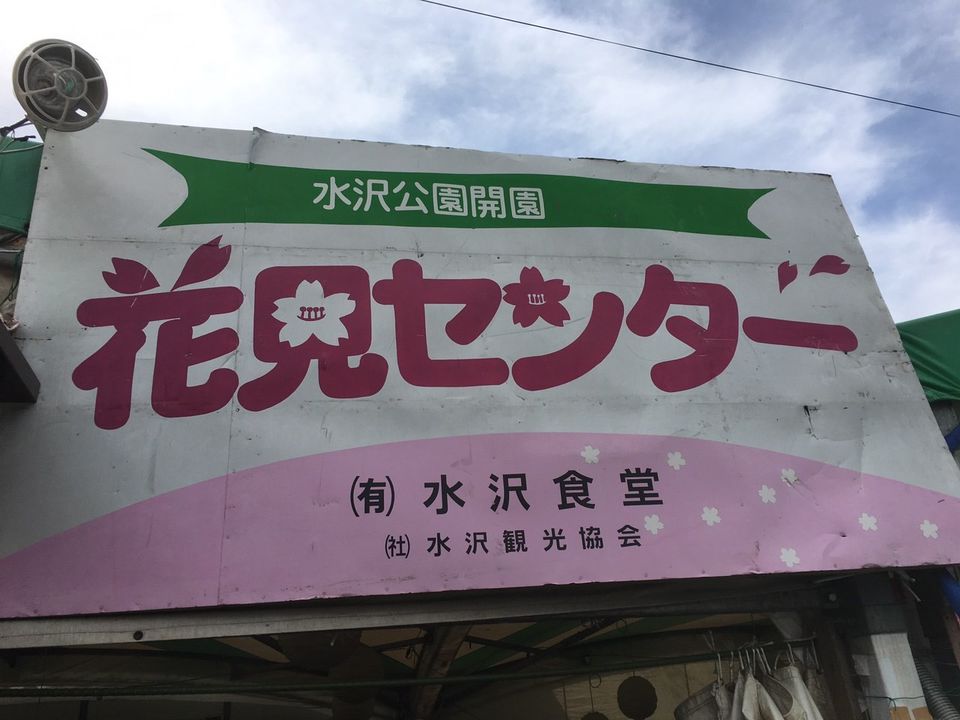 水沢公園開園
花見センター
㈲ 水沢食堂
㈳ 水沢観光協会